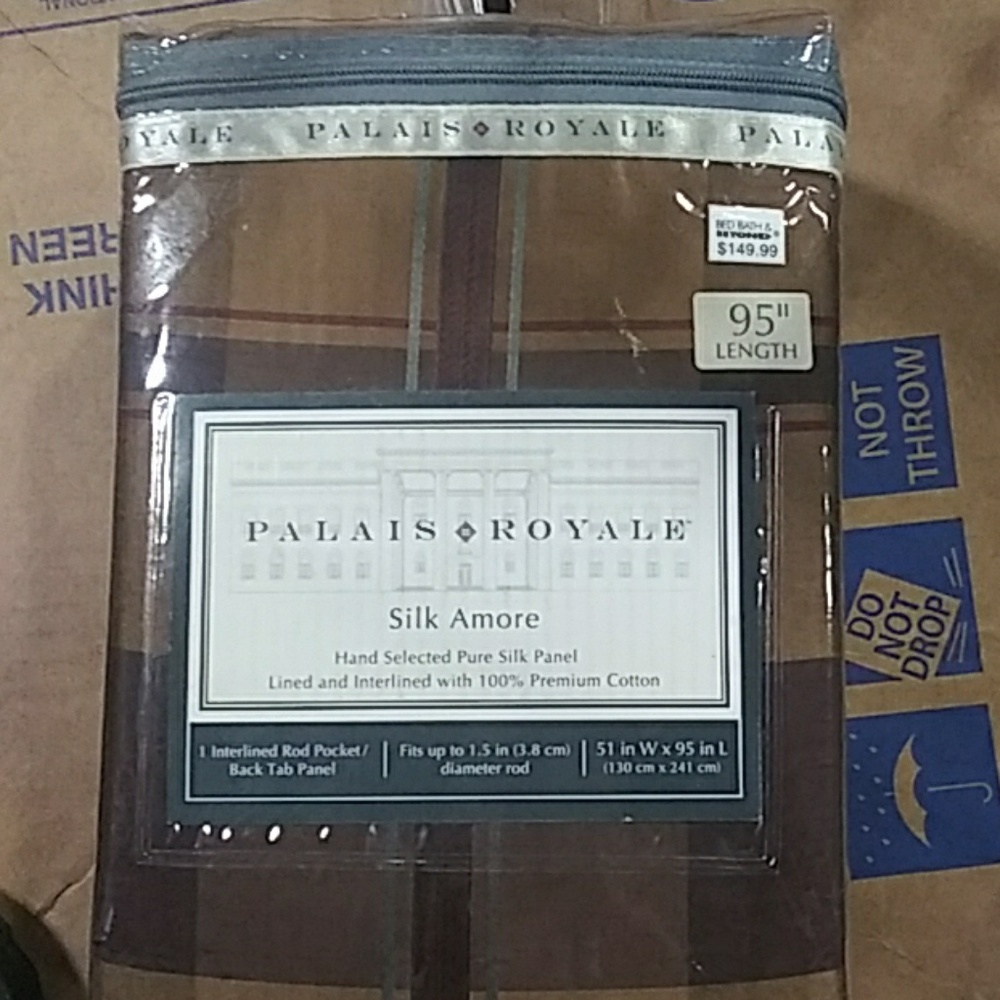 YALE PALAIS ROYALE PALA
BED BATH &
BEYOND®
$149.99
95"
LENGTH
PALAIS ROYALE™
Silk Amore
Hand Selected Pure Silk Panel
Lined and Interlined with 100% Premium Cotton
1 Interlined Rod Pocket/
Back Tab Panel
Fits up to 1.5 in (3.8 cm)
diameter rod
51 in W x 95 in L
(130 cm x 241 cm)
NOT
THROW
DO
NOT
DROP
HINK
REEN